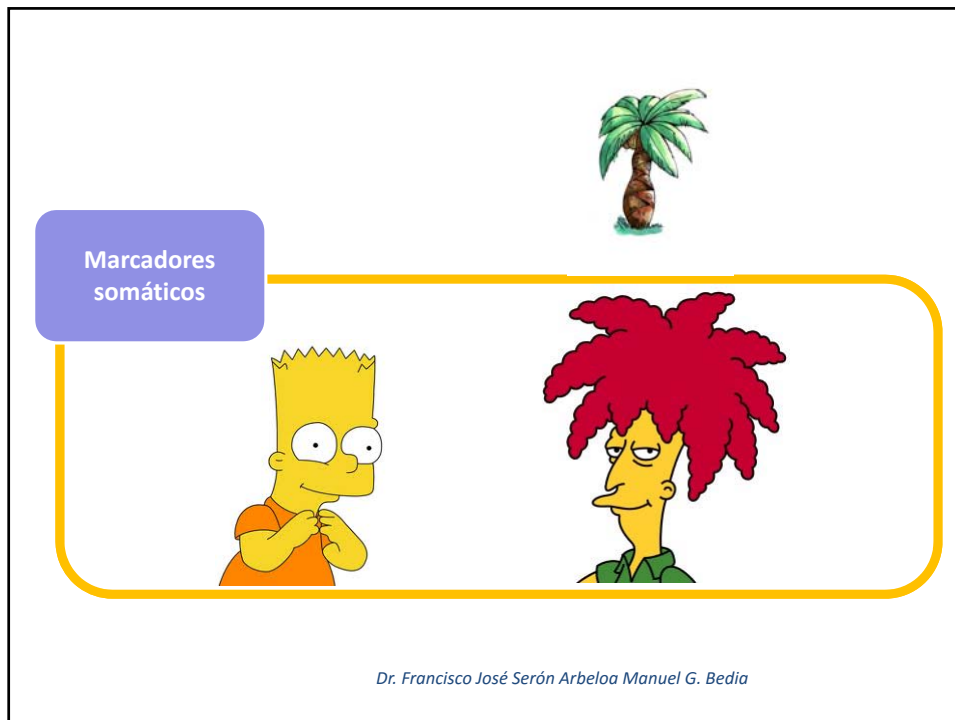 Marcadores
somáticos
Dr. Francisco José Serón Arbeloa Manuel G. Bedia